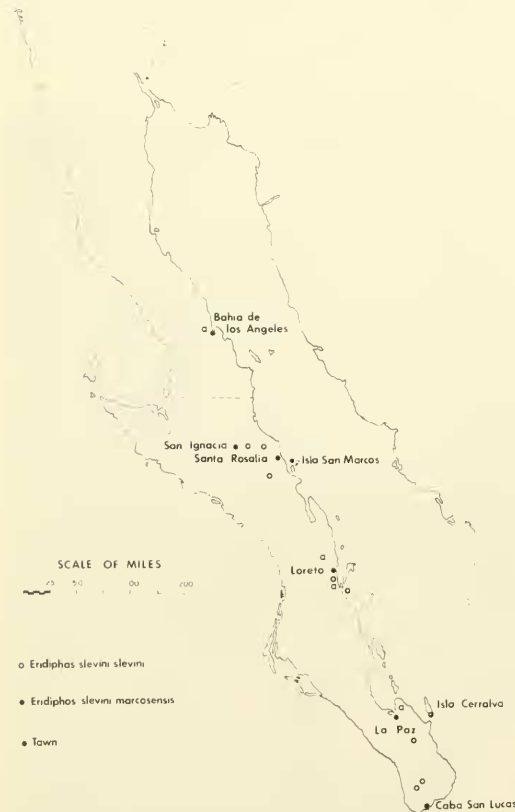 a
Bahia de
los Angeles
San Ignacio
Santa Rosalia
Isla San Marcos
a
Loreto
a
SCALE OF MILES
Eridiphas slevini slevini
Eridiphas slevini marcosensis
Town
a
Isla Cerralvo
La Paz
Cabo San Lucas